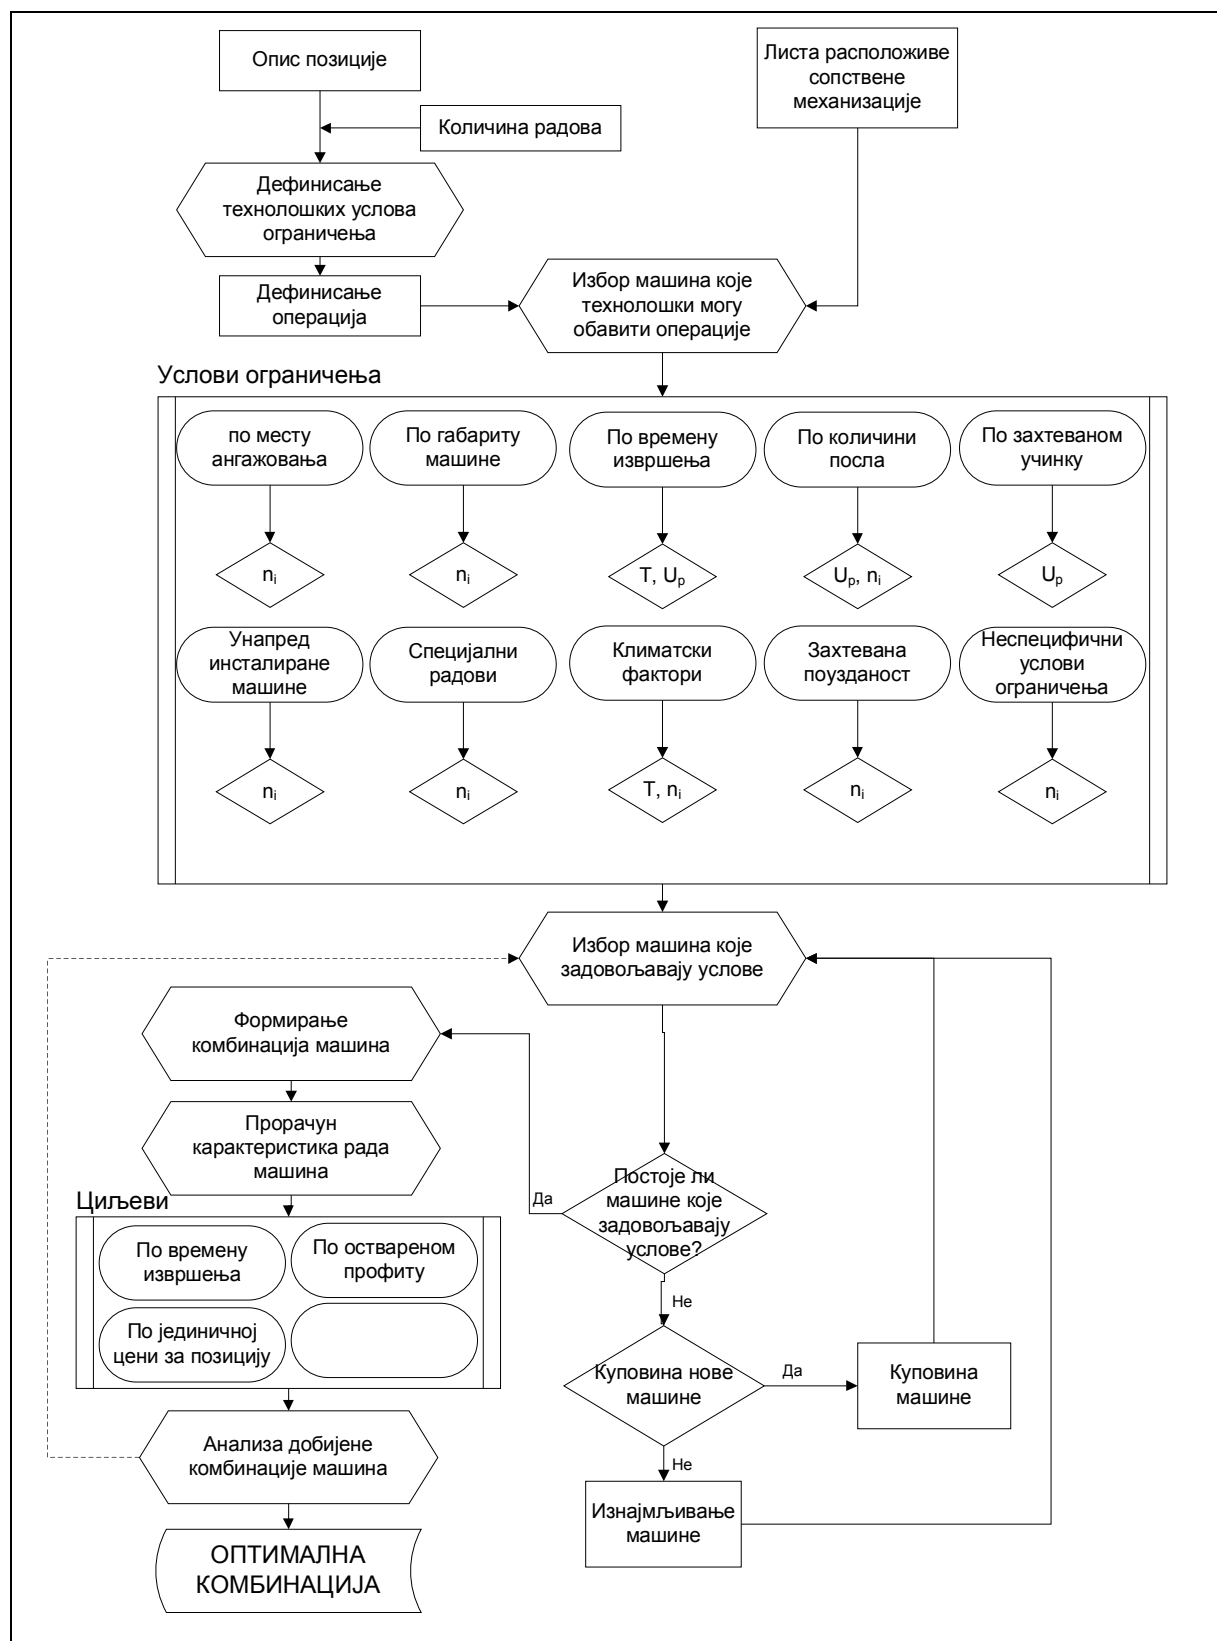 Опис позиције
Листа расположиве
сопствене
механизације
Количина радова
Дефинисање
технолошких услова
ограничења
Дефинисање
операција
Избор машина које
технолошки могу
обавити операције
Услови ограничења
по месту
ангажовања
По габариту
машине
По времену
извршења
По количини
посла
По захтеваном
учинку
nᵢ
nᵢ
T, Uₚ
Uₚ, nᵢ
Uₚ
Унапред
инсталиране
машине
Специјални
радови
Климатски
фактори
Захтевана
поузданост
Неспецифични
услови
ограничења
nᵢ
nᵢ
T, nᵢ
nᵢ
nᵢ
Избор машина које
задовољавају услове
Формирање
комбинација машина
Прорачун
карактеристика рада
машина
Постоје ли
машине које
задовољавају
услове?
Да
Циљеви
По времену
извршења
По оствареном
профиту
По јединичној
цени за позицију
Не
Куповина нове
машине
Да
Куповина
машине
Анализа добијене
комбинације машина
Не
Изнајмљивање
машине
ОПТИМАЛНА
КОМБИНАЦИЈА